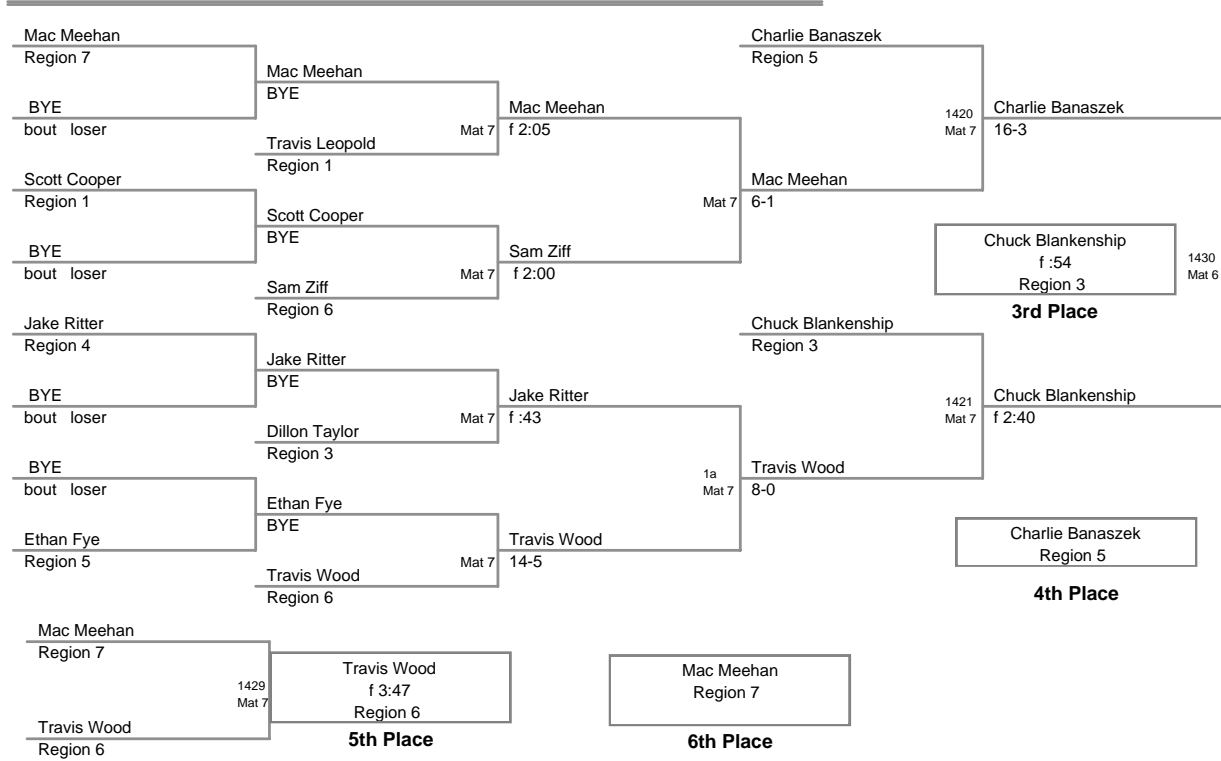 Mac Meehan
Region 7
BYE
bout loser
Scott Cooper
Region 1
BYE
bout loser
Jake Ritter
Region 4
BYE
bout loser
BYE
bout loser
Ethan Fye
Region 5
Mac Meehan
BYE
Travis Leopold
Region 1
Scott Cooper
BYE
Sam Ziff
Region 6
Jake Ritter
BYE
Dillon Taylor
Region 3
Ethan Fye
BYE
Travis Wood
Region 6
Mat 7
Mac Meehan
f 2:05
Mat 7
Sam Ziff
f 2:00
Mat 7
Jake Ritter
f :43
Mat 7
Travis Wood
14-5
Charlie Banaszek
Region 5
Mat 7
Mac Meehan
6-1
Chuck Blankenship
Region 3
1a
Mat 7
Travis Wood
8-0
1420
Mat 7
Charlie Banaszek
16-3
Chuck Blankenship
f :54
Region 3
1430
Mat 6
3rd Place
1421
Mat 7
Chuck Blankenship
f 2:40
Charlie Banaszek
Region 5
4th Place
Mac Meehan
Region 7
Travis Wood
Region 6
1429
Mat 7
Travis Wood
f 3:47
Region 6
5th Place
Mac Meehan
Region 7
6th Place